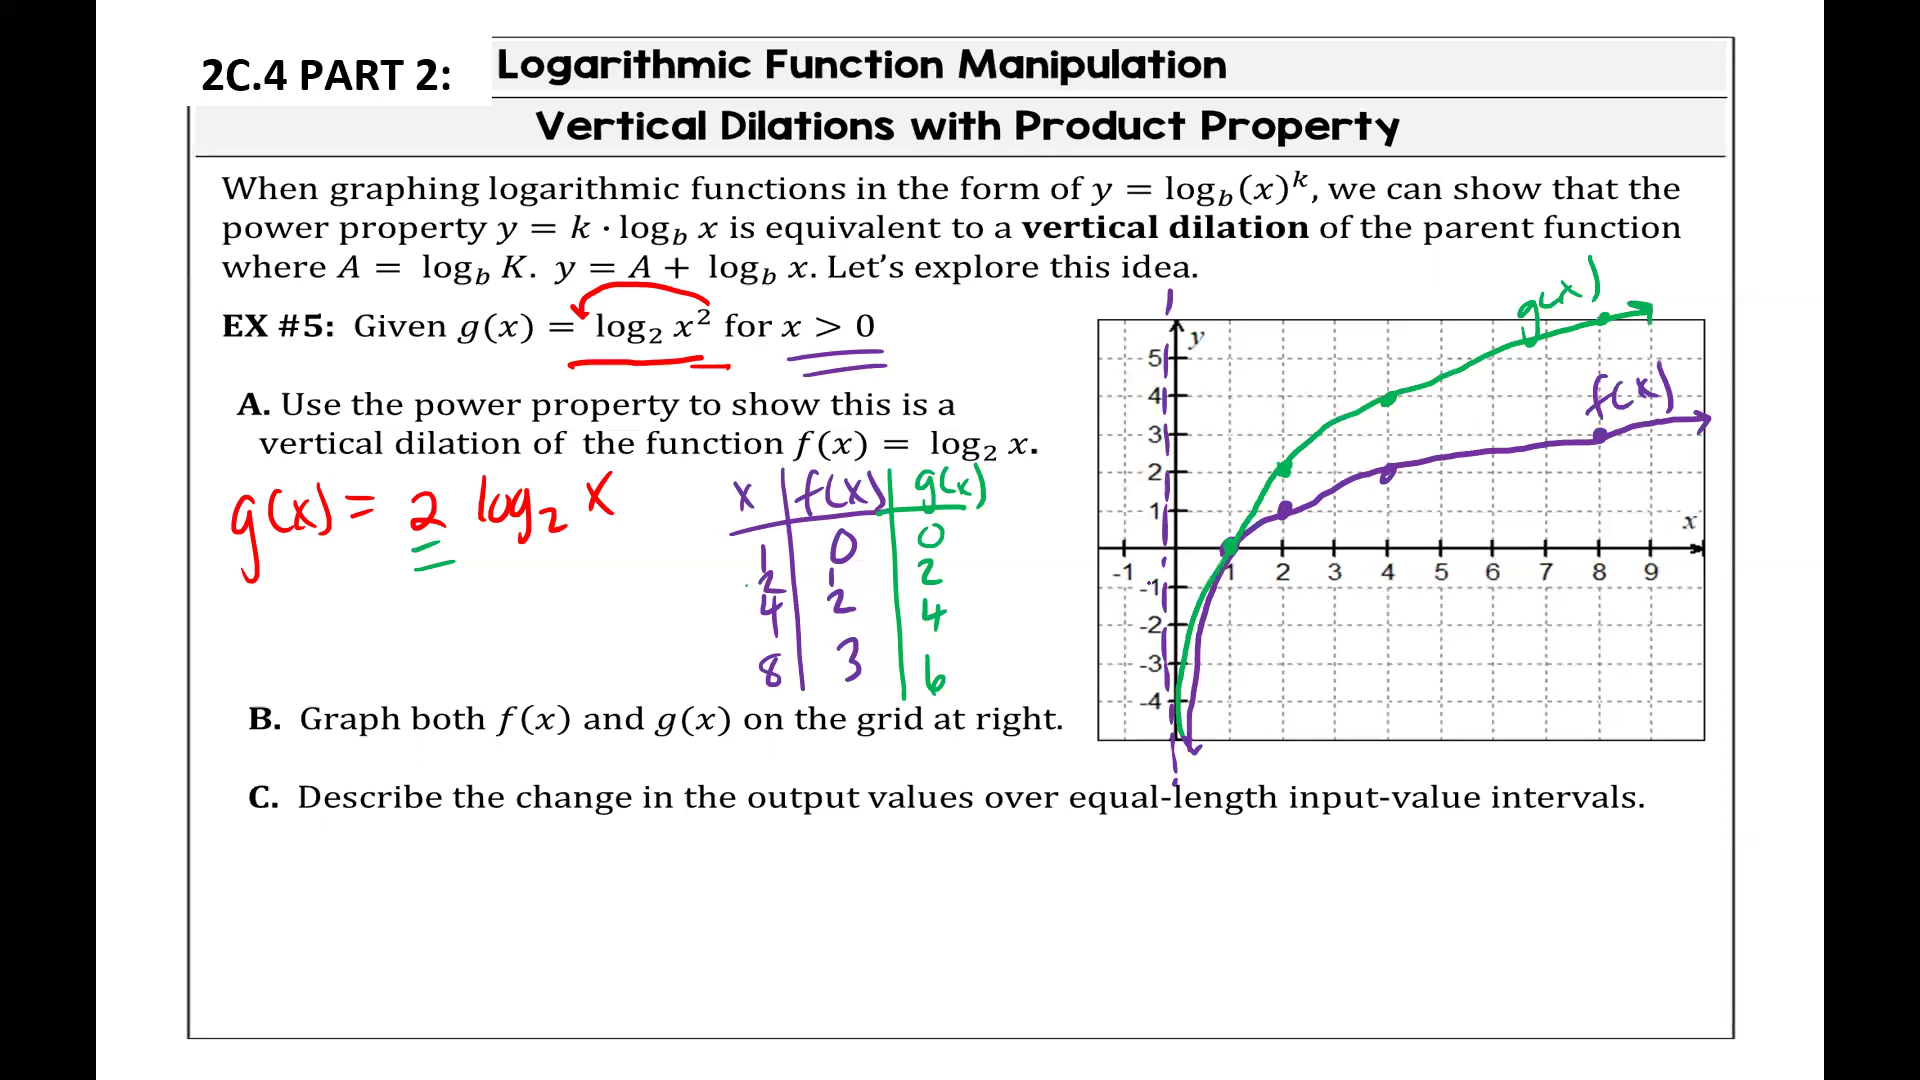 2C.4 PART 2: Logarithmic Function Manipulation
Vertical Dilations with Product Property
When graphing logarithmic functions in the form of y = log_b(x)^k, we can show that the
power property y = k · log_b x is equivalent to a vertical dilation of the parent function
where A = log_b K. y = A + log_b x. Let's explore this idea.
EX #5: Given g(x) = log₂ x² for x > 0
A. Use the power property to show this is a
vertical dilation of the function f(x) = log₂ x.
g(x) = 2 log₂ x
x f(x) g(x)
1 0 0
2 1 2
4 2 4
8 3 6
g(x)
f(x)
y
x
5
4
3
2
1
-1 1 2 3 4 5 6 7 8 9
-1
-2
-3
-4
B. Graph both f(x) and g(x) on the grid at right.
C. Describe the change in the output values over equal-length input-value intervals.